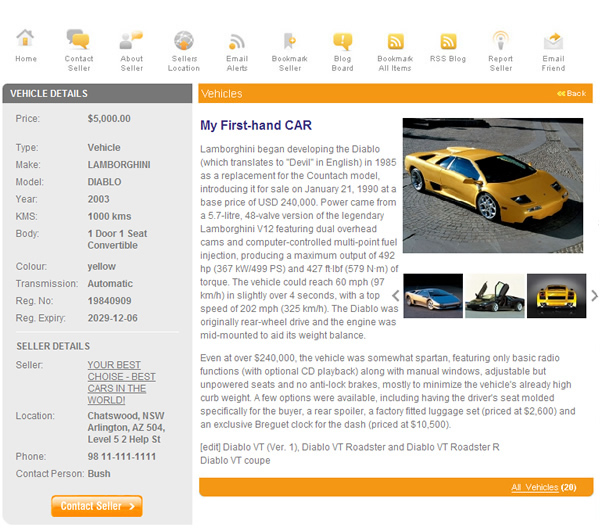 Home
Contact
Seller
About
Seller
Sellers
Location
Email
Alerts
Bookmark
Seller
Blog
Board
Bookmark
All Items
RSS Blog
Report
Seller
Email
Friend
VEHICLE DETAILS
Price: $5,000.00
Type: Vehicle
Make: LAMBORGHINI
Model: DIABLO
Year: 2003
KMS: 1000 kms
Body: 1 Door 1 Seat
Convertible
Colour: yellow
Transmission: Automatic
Reg. No: 19840909
Reg. Expiry: 2029-12-06
SELLER DETAILS
Seller: YOUR BEST
CHOISE - BEST
CARS IN THE
WORLD!
Location: Chatswood, NSW
Arlington, AZ 504,
Level 5 2 Help St
Phone: 98 11-111-1111
Contact Person: Bush
Contact Seller
Vehicles
Back
My First-hand CAR
Lamborghini began developing the Diablo
(which translates to "Devil" in English) in 1985
as a replacement for the Countach model,
introducing it for sale on January 21, 1990 at a
base price of USD 240,000. Power came from
a 5.7-litre, 48-valve version of the legendary
Lamborghini V12 featuring dual overhead
cams and computer-controlled multi-point fuel
injection, producing a maximum output of 492
hp (367 kW/499 PS) and 427 ft·lbf (579 N·m) of
torque. The vehicle could reach 60 mph (97
km/h) in slightly over 4 seconds, with a top
speed of 202 mph (325 km/h). The Diablo was
originally rear-wheel drive and the engine was
mid-mounted to aid its weight balance.
Even at over $240,000, the vehicle was somewhat spartan, featuring only basic radio
functions (with optional CD playback) along with manual windows, adjustable but
unpowered seats and no anti-lock brakes, mostly to minimize the vehicle's already high
curb weight. A few options were available, including having the driver's seat molded
specifically for the buyer, a rear spoiler, a factory fitted luggage set (priced at $2,600) and
an exclusive Breguet clock for the dash (priced at $10,500).
[edit] Diablo VT (Ver. 1), Diablo VT Roadster and Diablo VT Roadster R
Diablo VT coupe
All Vehicles (20)